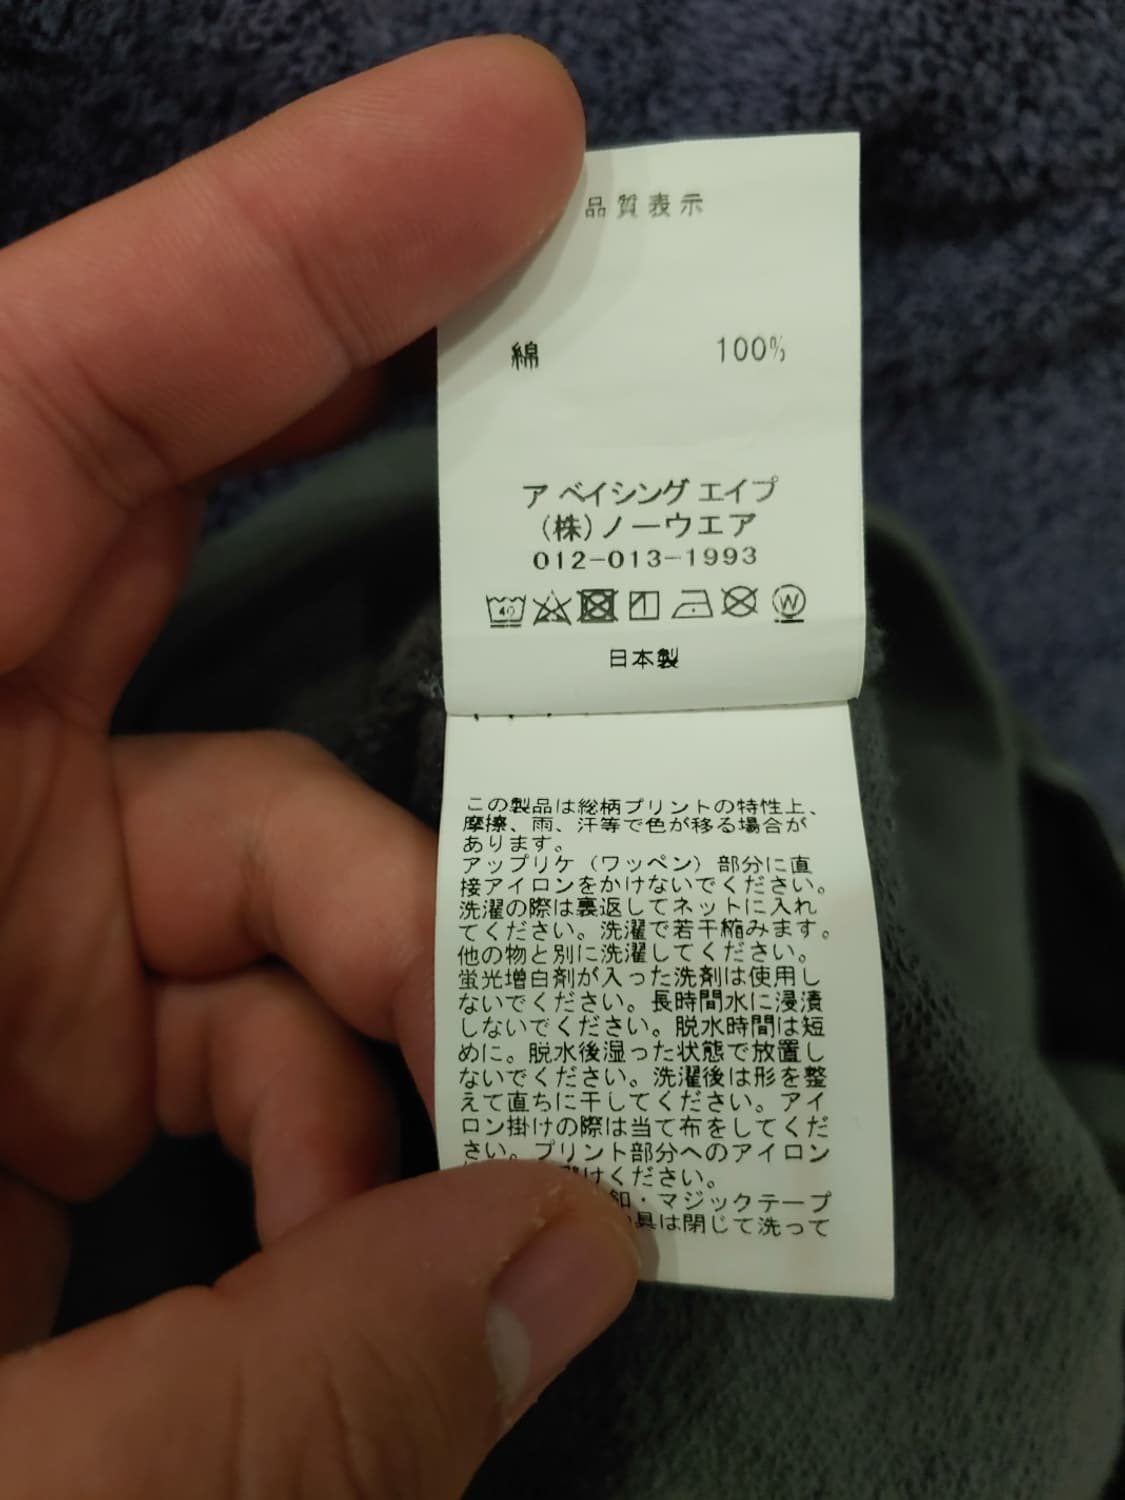 品質表示
綿 100%
ア ベイシング エイプ
(株)ノーウエア
012-013-1993
40
W
日本製
この製品は総柄プリントの特性上、
摩擦、雨、汗等で色が移る場合が
あります。
アップリケ(ワッペン)部分に直
接アイロンをかけないでください。
洗濯の際は裏返してネットに入れ
てください。洗濯で若干縮みます。
他の物と別に洗濯してください。
蛍光増白剤が入った洗剤は使用し
ないでください。長時間水に浸漬
しないでください。脱水時間は短
めに。脱水後湿った状態で放置し
ないでください。洗濯後は形を整
えて直ちに干してください。アイ
ロン掛けの際は当て布をしてくだ
さい。プリント部分へのアイロン
けください。
釦・マジックテープ
具は閉じて洗って